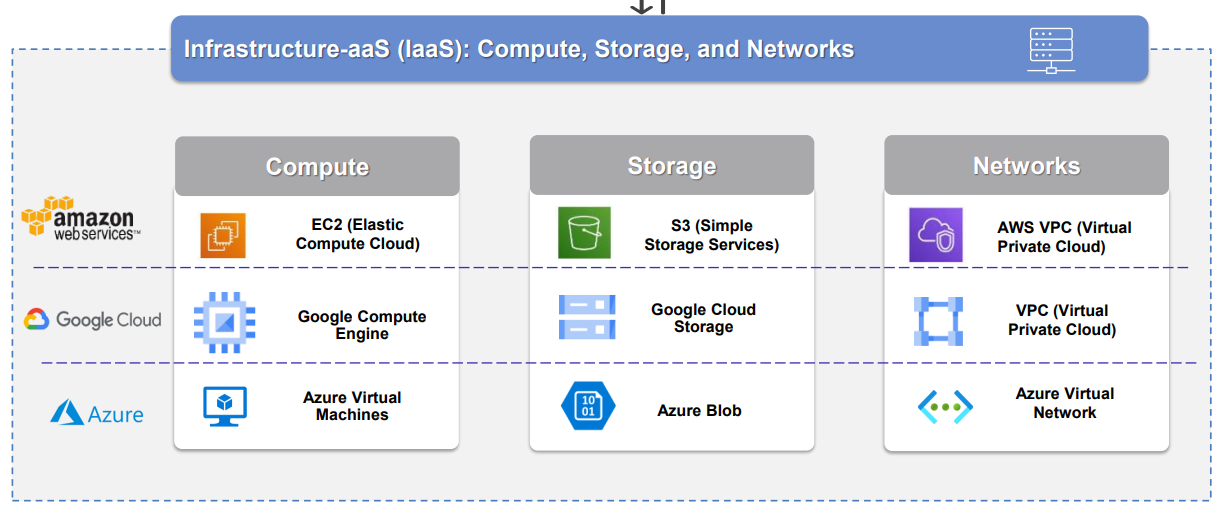 Infrastructure-aaS (IaaS): Compute, Storage, and Networks
Compute
Storage
Networks
amazon
webservices™
EC2 (Elastic
Compute Cloud)
S3 (Simple
Storage Services)
AWS VPC (Virtual
Private Cloud)
Google Cloud
Google Compute
Engine
Google Cloud
Storage
VPC (Virtual
Private Cloud)
Azure
Azure Virtual
Machines
10
01
Azure Blob
Azure Virtual
Network